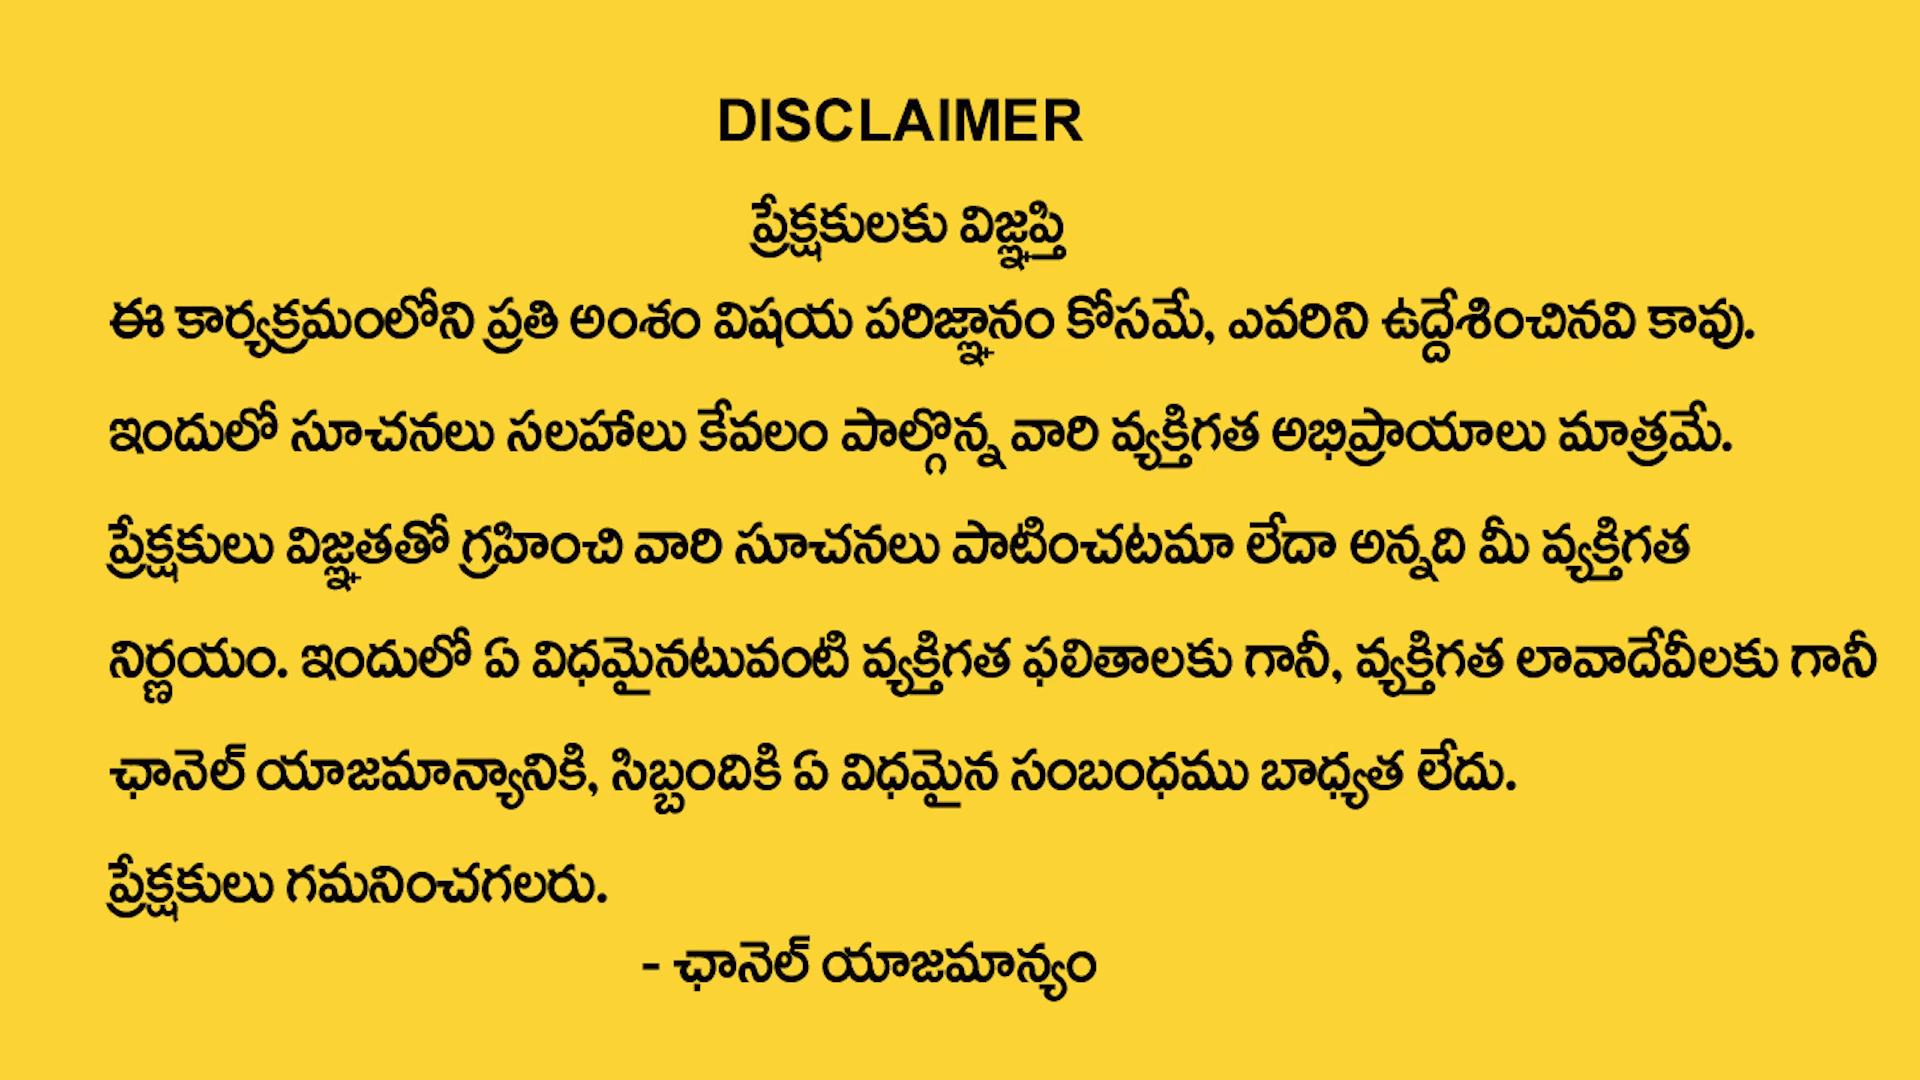 DISCLAIMER
ప్రేక్షకులకు విజ్ఞప్తి
ఈ కార్యక్రమంలోని ప్రతి అంశం విషయ పరిజ్ఞానం కోసమే, ఎవరిని ఉద్దేశించినవి కావు.
ఇందులో సూచనలు సలహాలు కేవలం పాల్గొన్న వారి వ్యక్తిగత అభిప్రాయాలు మాత్రమే.
ప్రేక్షకులు విజ్ఞతతో గ్రహించి వారి సూచనలు పాటించటమా లేదా అన్నది మీ వ్యక్తిగత
నిర్ణయం. ఇందులో ఏ విధమైనటువంటి వ్యక్తిగత ఫలితాలకు గానీ, వ్యక్తిగత లావాదేవీలకు గానీ
ఛానెల్ యాజమాన్యానికి, సిబ్బందికి ఏ విధమైన సంబంధము బాధ్యత లేదు.
ప్రేక్షకులు గమనించగలరు.
- ఛానెల్ యాజమాన్యం